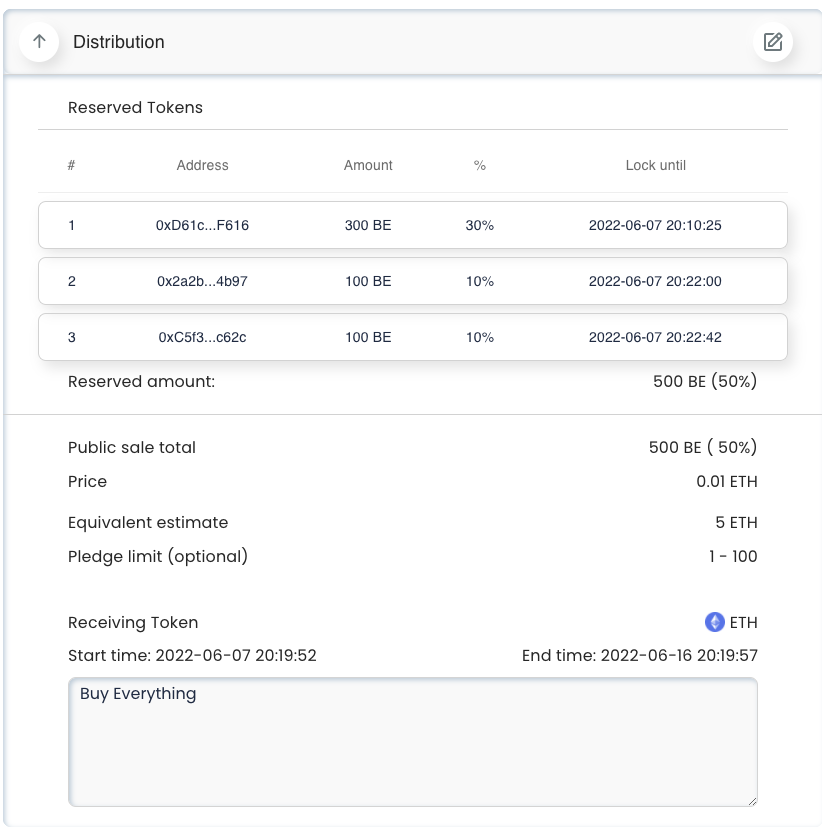 Distribution
Reserved Tokens
# Address Amount % Lock until
1 0xD61c...F616 300 BE 30% 2022-06-07 20:10:25
2 0x2a2b...4b97 100 BE 10% 2022-06-07 20:22:00
3 0xC5f3...c62c 100 BE 10% 2022-06-07 20:22:42
Reserved amount: 500 BE (50%)
Public sale total 500 BE ( 50%)
Price 0.01 ETH
Equivalent estimate 5 ETH
Pledge limit (optional) 1 - 100
Receiving Token ETH
Start time: 2022-06-07 20:19:52 End time: 2022-06-16 20:19:57
Buy Everything